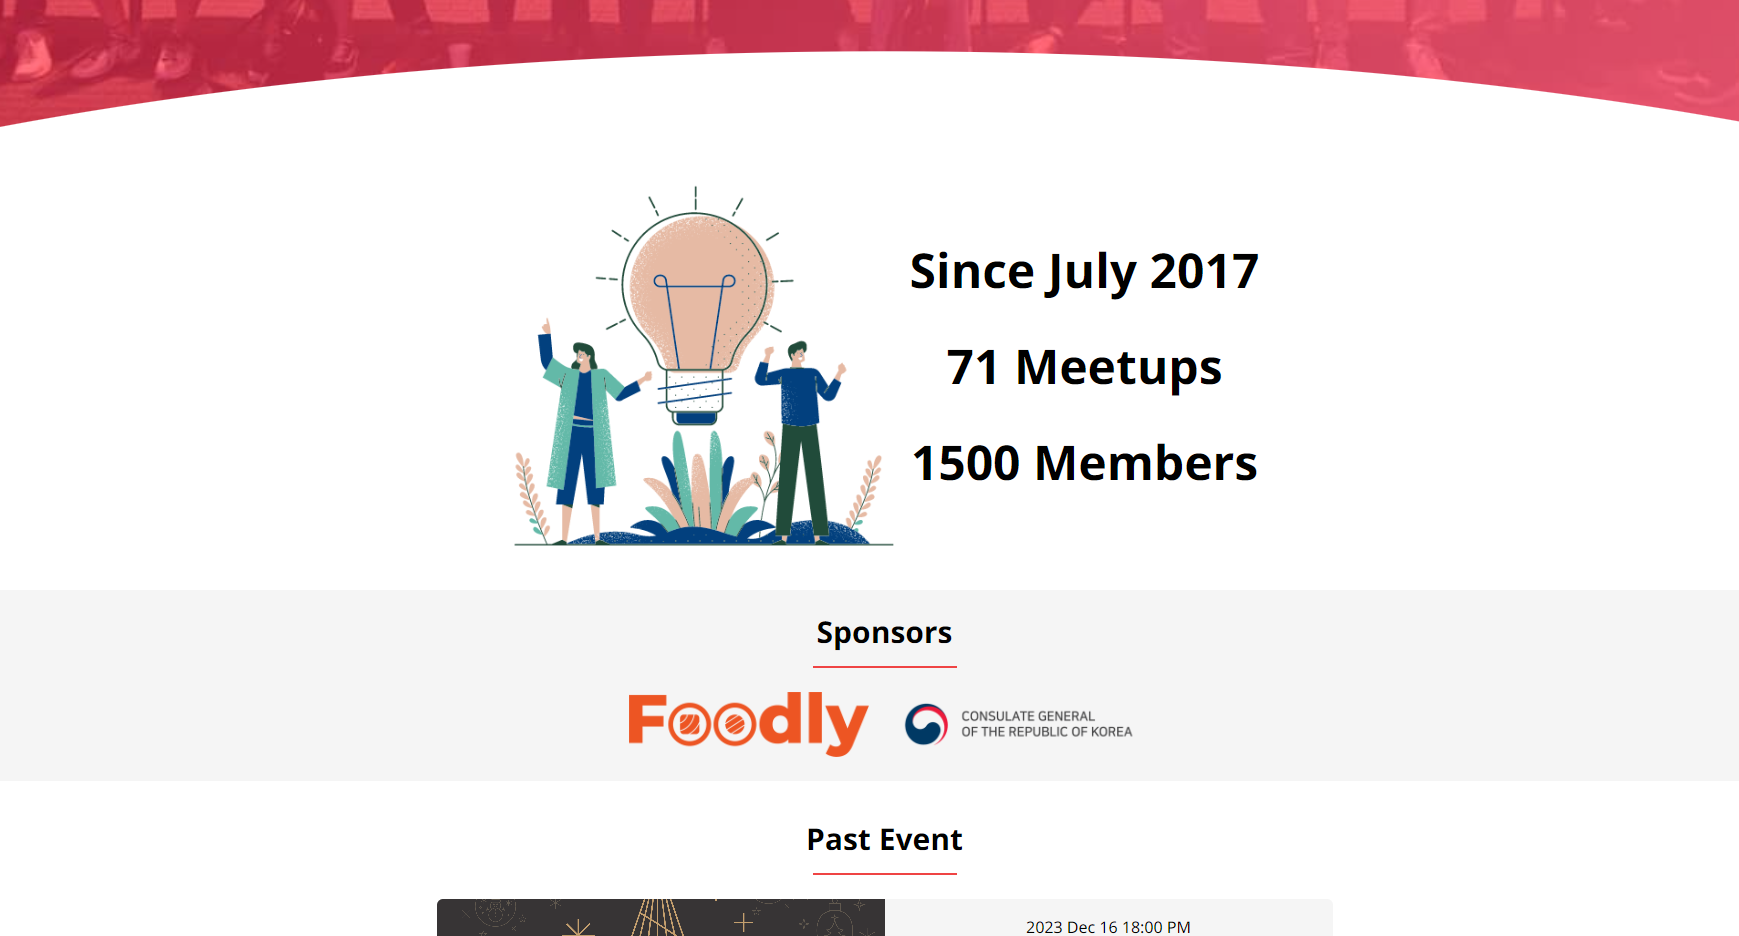 Since July 2017
71 Meetups
1500 Members
Sponsors
Foodly
CONSULATE GENERAL
OF THE REPUBLIC OF KOREA
Past Event
2023 Dec 16 18:00 PM